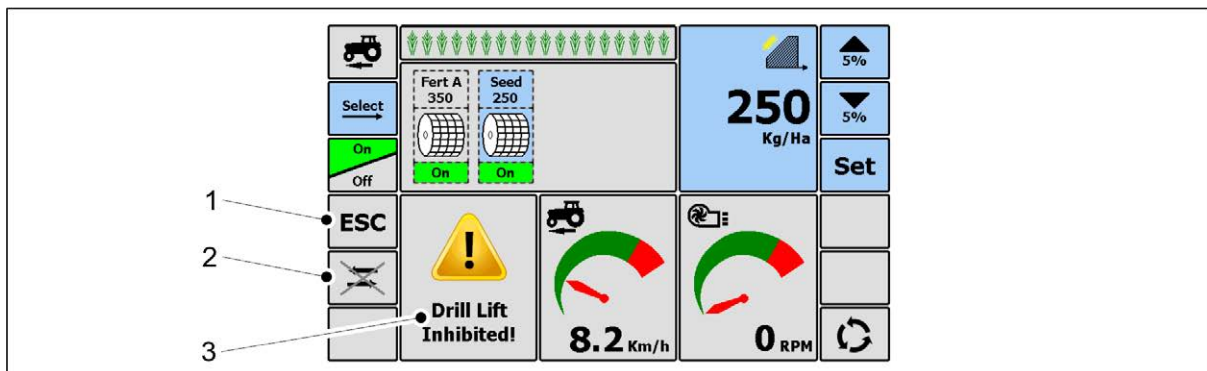 Fert A
350
Seed
250
On
On
250
Kg/Ha
5%
5%
Select
On
Off
Set
1
ESC
2
3
Drill Lift
Inhibited!
8.2 Km/h
0 RPM